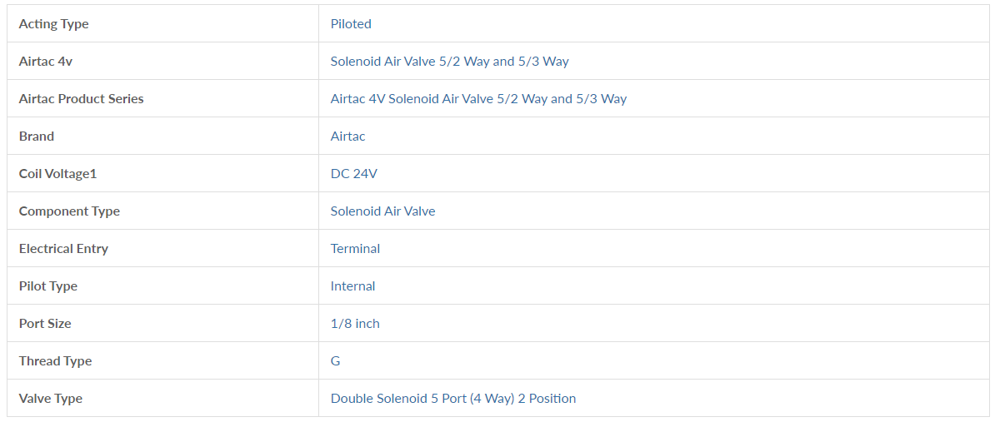 Acting Type Piloted
Airtac 4v Solenoid Air Valve 5/2 Way and 5/3 Way
Airtac Product Series Airtac 4V Solenoid Air Valve 5/2 Way and 5/3 Way
Brand Airtac
Coil Voltage1 DC 24V
Component Type Solenoid Air Valve
Electrical Entry Terminal
Pilot Type Internal
Port Size 1/8 inch
Thread Type G
Valve Type Double Solenoid 5 Port (4 Way) 2 Position